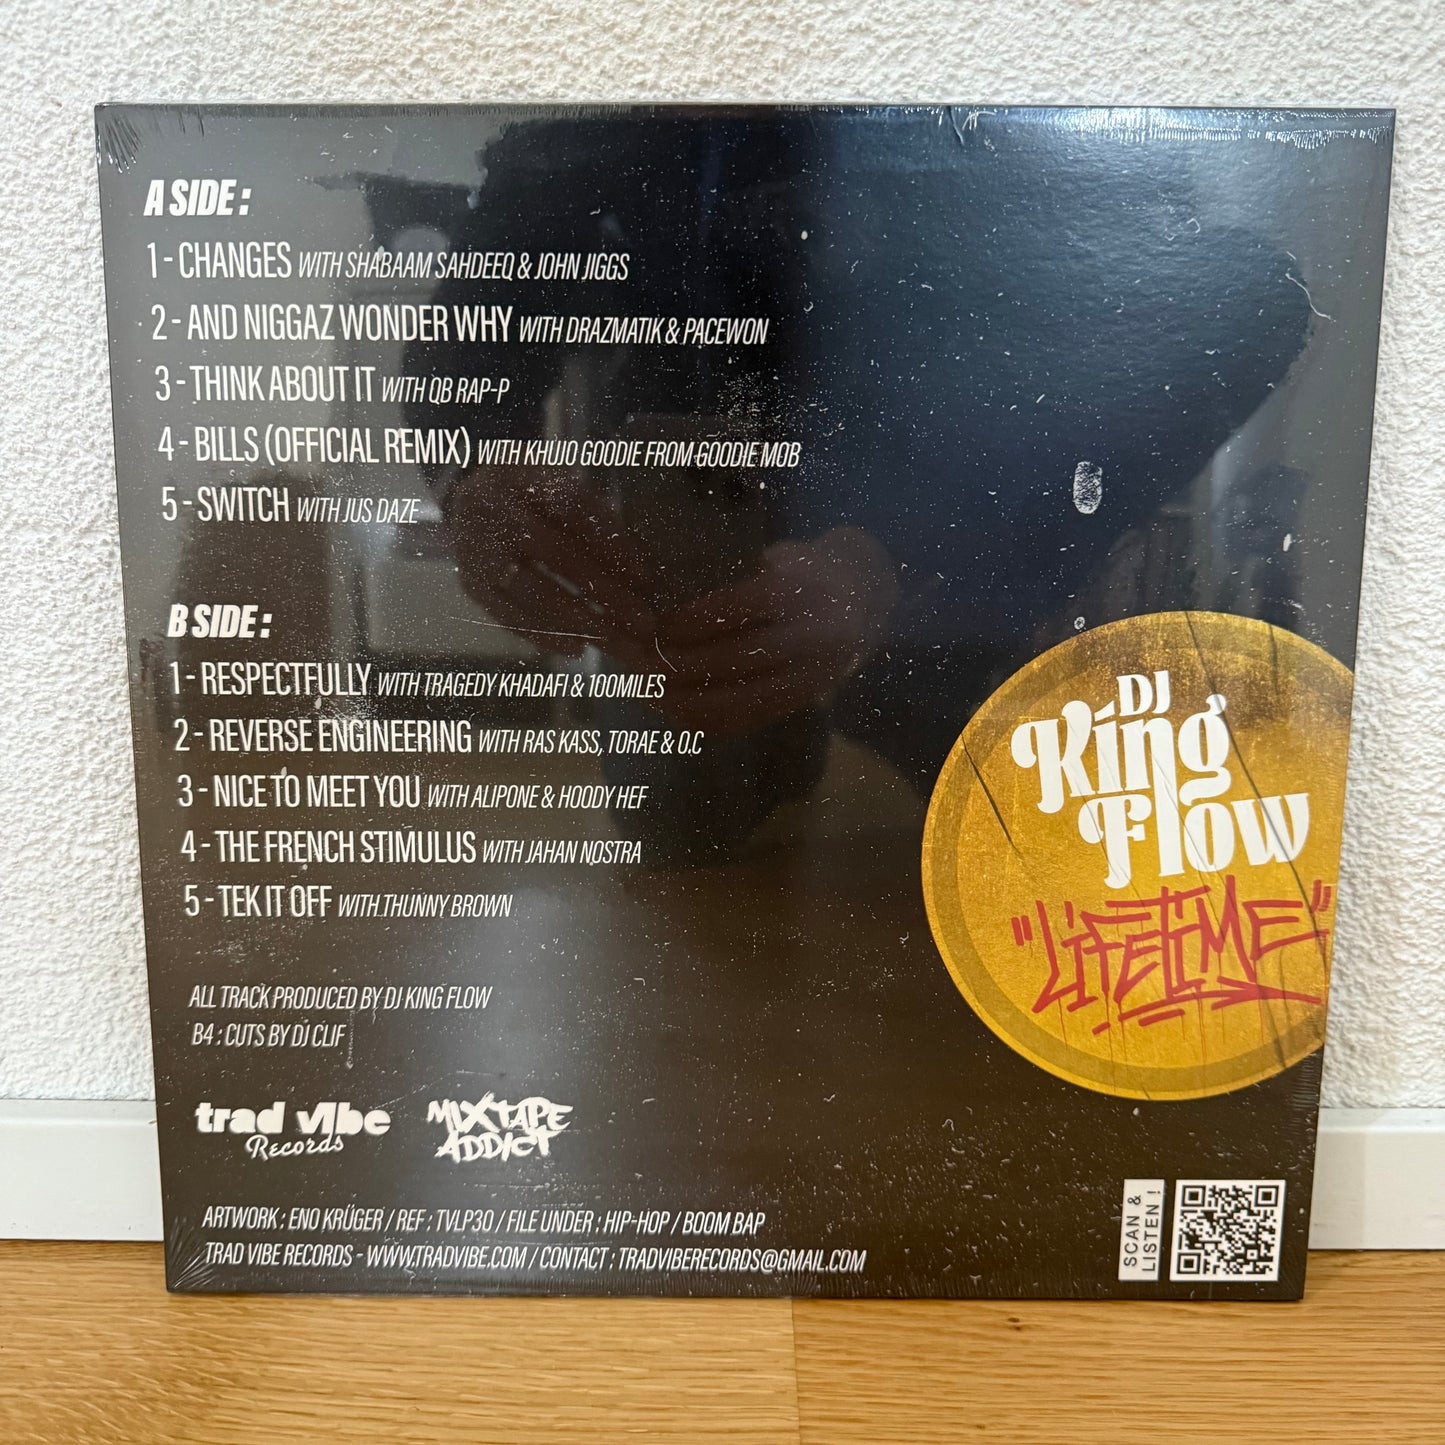 A SIDE :
1 - CHANGES WITH SHABAAM SAHDEEQ & JOHN JIGGS
2 - AND NIGGAZ WONDER WHY WITH DRAZMATIK & PACEWON
3 - THINK ABOUT IT WITH QB RAP-P
4 - BILLS (OFFICIAL REMIX) WITH KHUJO GOODIE FROM GOODIE MOB
5 - SWITCH WITH JUS DAZE
B SIDE :
1 - RESPECTFULLY WITH TRAGEDY KHADAFI & 100MILES
2 - REVERSE ENGINEERING WITH RAS KASS, TORAE & O.C
3 - NICE TO MEET YOU WITH ALIPONE & HOODY HEF
4 - THE FRENCH STIMULUS WITH JAHAN NOSTRA
5 - TEK IT OFF WITH THUNNY BROWN
ALL TRACK PRODUCED BY DJ KING FLOW
B4 : CUTS BY DJ CLIF
trad vibe
Records
MIXTAPE
ADDICT
ARTWORK : ENO KRÜGER / REF : TVLP30 / FILE UNDER : HIP-HOP / BOOM BAP
TRAD VIBE RECORDS - WWW.TRADVIBE.COM / CONTACT : TRADVIBERECORDS@GMAIL.COM
DJ
King
Flow
"LIFETIME"
SCAN &
LISTEN !